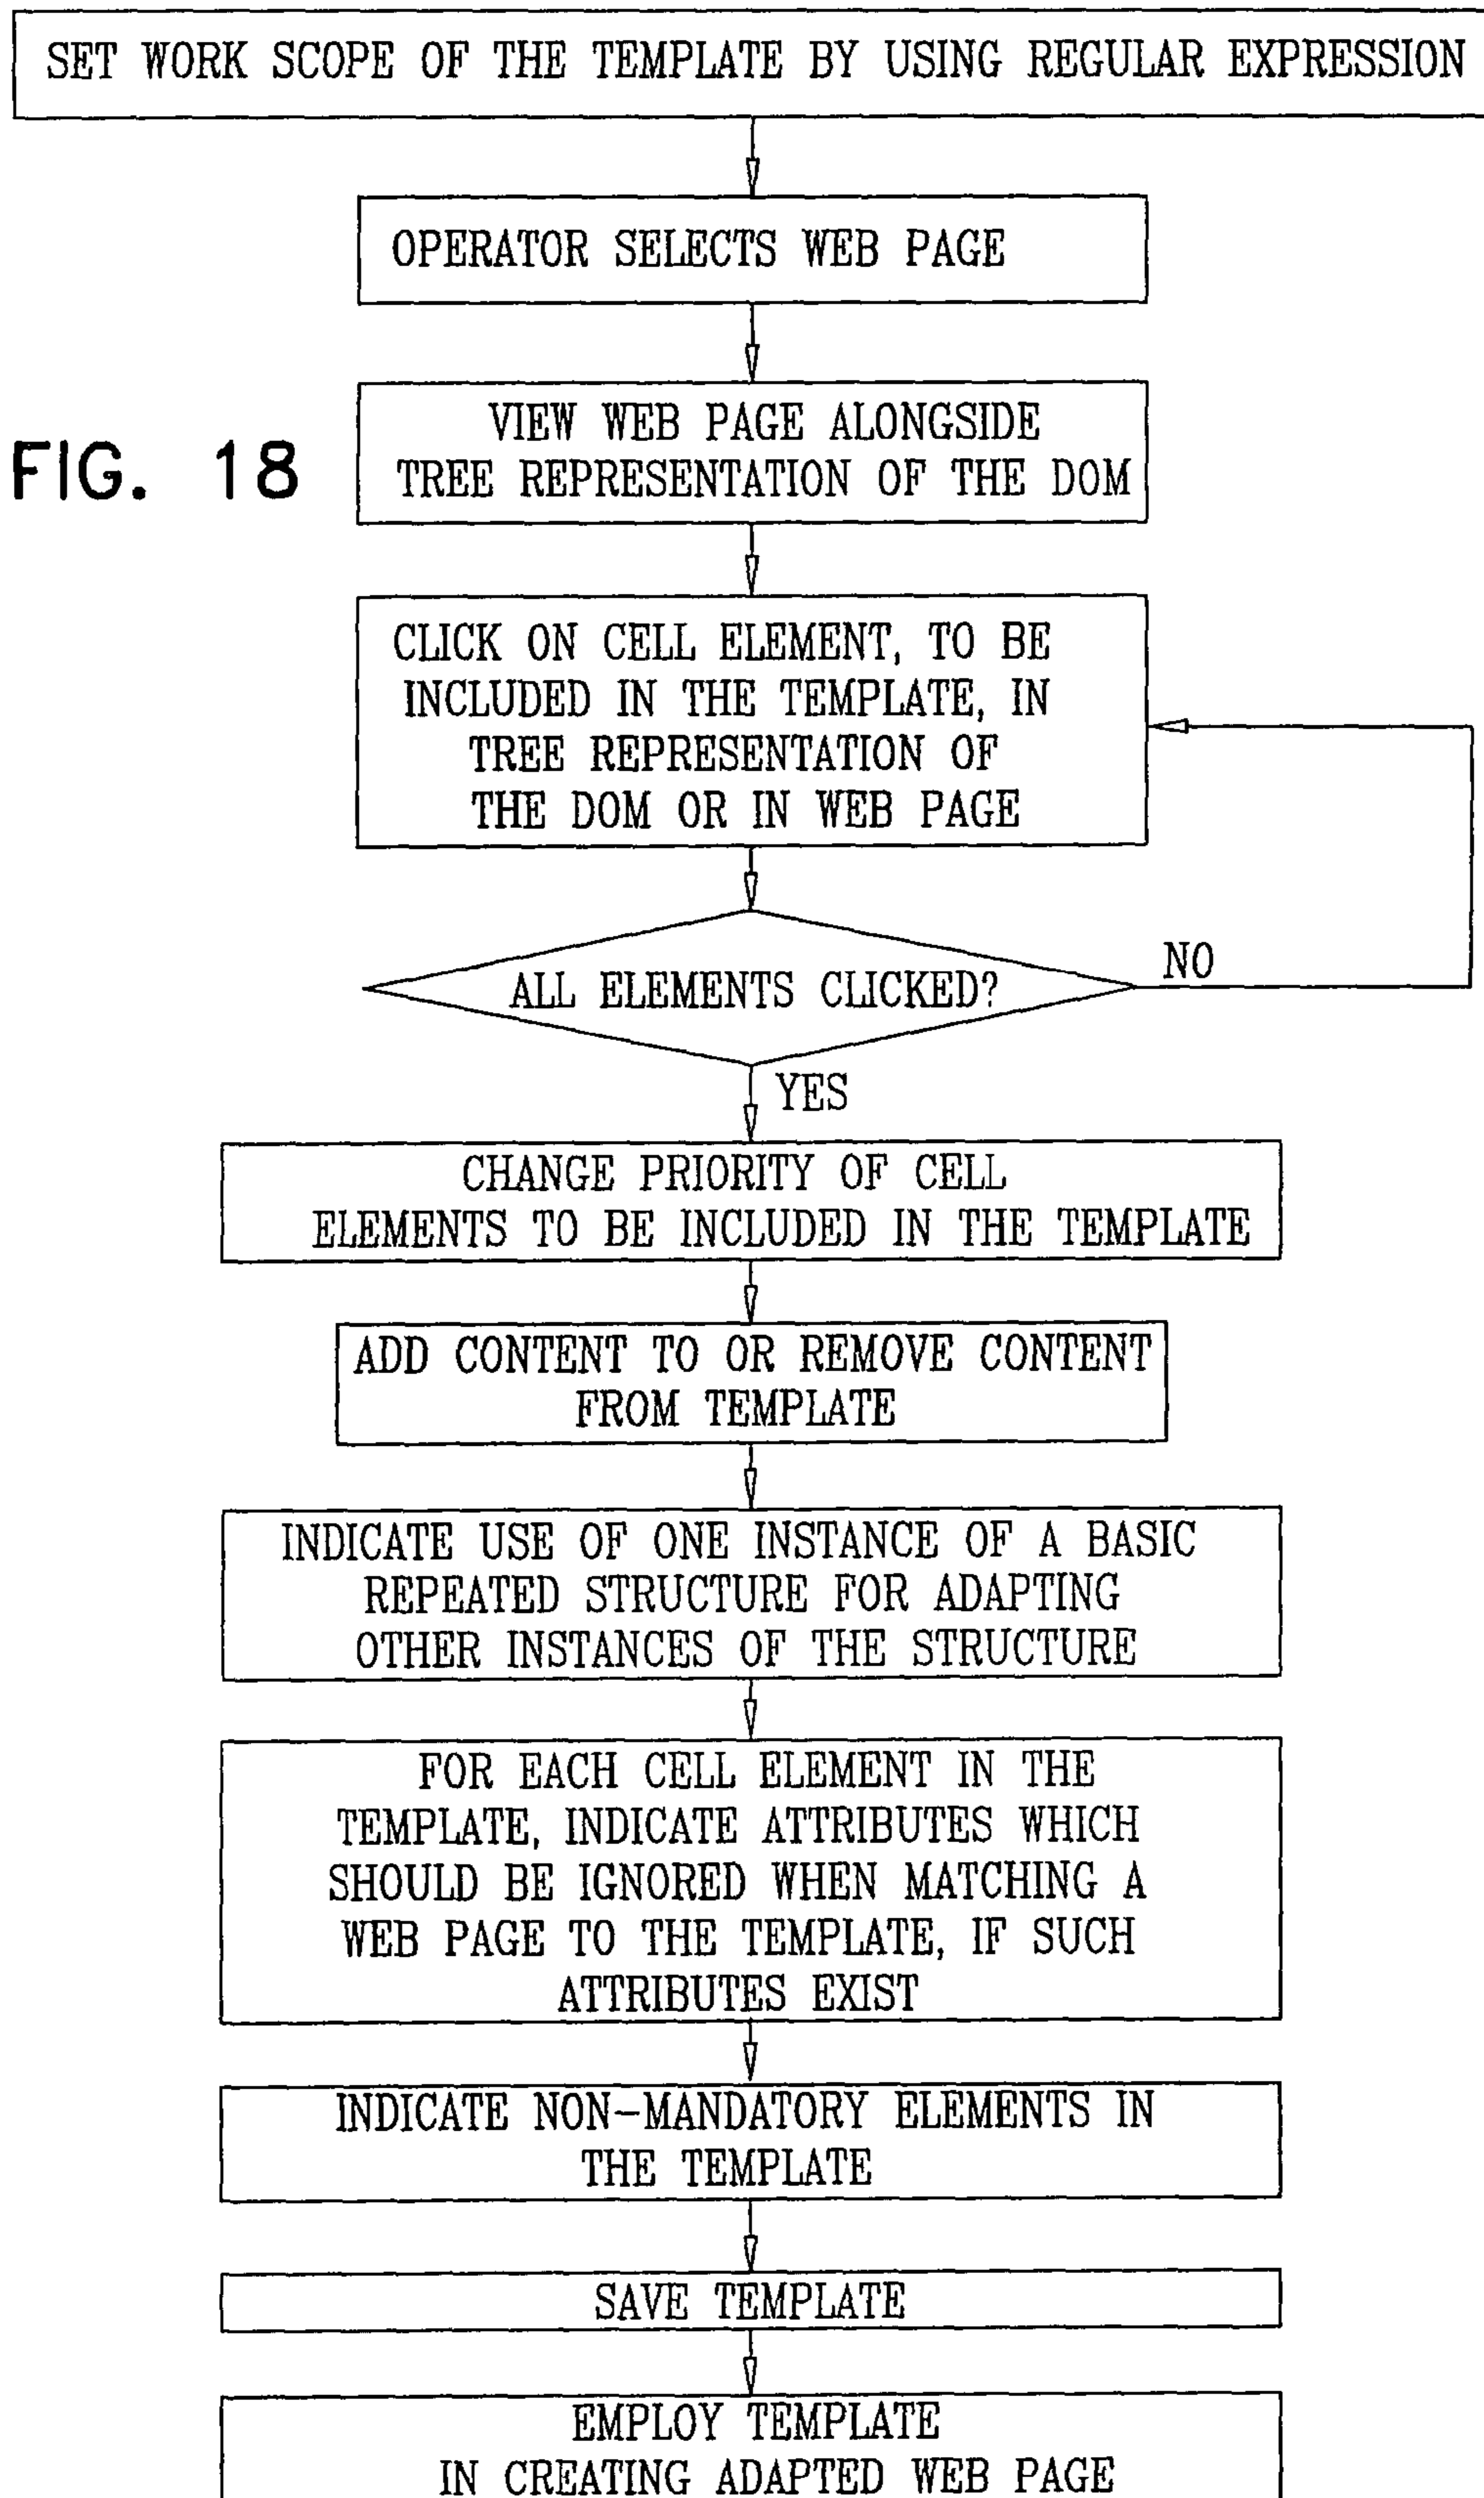 SET WORK SCOPE OF THE TEMPLATE BY USING REGULAR EXPRESSION
OPERATOR SELECTS WEB PAGE
FIG. 18
VIEW WEB PAGE ALONGSIDE
TREE REPRESENTATION OF THE DOM
CLICK ON CELL ELEMENT, TO BE
INCLUDED IN THE TEMPLATE, IN
TREE REPRESENTATION OF
THE DOM OR IN WEB PAGE
ALL ELEMENTS CLICKED?
NO
YES
CHANGE PRIORITY OF CELL
ELEMENTS TO BE INCLUDED IN THE TEMPLATE
ADD CONTENT TO OR REMOVE CONTENT
FROM TEMPLATE
INDICATE USE OF ONE INSTANCE OF A BASIC
REPEATED STRUCTURE FOR ADAPTING
OTHER INSTANCES OF THE STRUCTURE
FOR EACH CELL ELEMENT IN THE
TEMPLATE, INDICATE ATTRIBUTES WHICH
SHOULD BE IGNORED WHEN MATCHING A
WEB PAGE TO THE TEMPLATE, IF SUCH
ATTRIBUTES EXIST
INDICATE NON-MANDATORY ELEMENTS IN
THE TEMPLATE
SAVE TEMPLATE
EMPLOY TEMPLATE
IN CREATING ADAPTED WEB PAGE